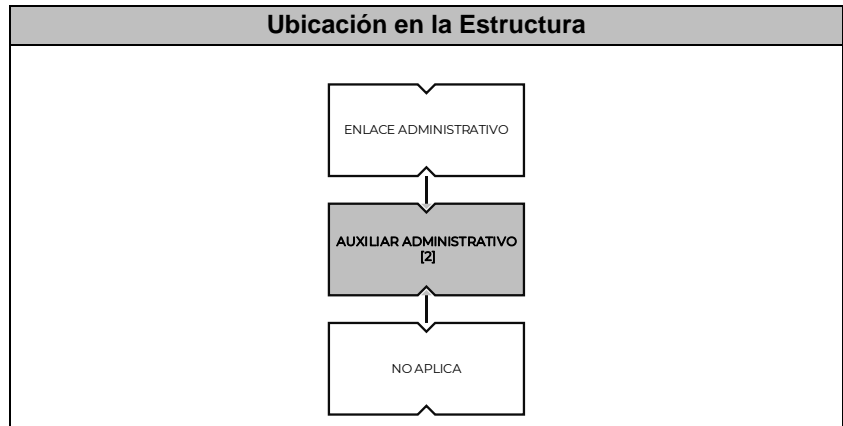 Ubicación en la Estructura
ENLACE ADMINISTRATIVO
AUXILIAR ADMINISTRATIVO
[2]
NO APLICA